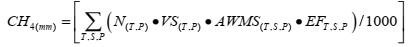 CH₄(mm) = [∑T,S,P (N(T,P) • VS(T,P) • AWMS(T,S,P) • EFT,S,P) /1000]